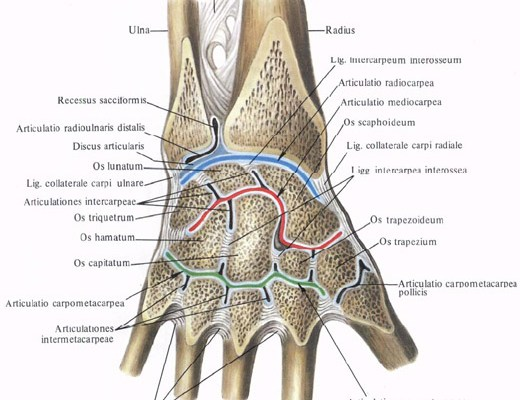 Ulna
Radius
Lig. intercarpeum interosseum
Articulatio radiocarpea
Recessus sacciformis
Articulatio mediocarpea
Os scaphoideum
Articulatio radioulnaris distalis
Discus articularis
Lig. collaterale carpi radiale
Os lunatum
Ligg. intercarpea interossea
Lig. collaterale carpi ulnare
Articulationes intercarpeae
Os triquetrum
Os trapezoideum
Os hamatum
Os trapezium
Os capitatum
Articulatio carpometacarpea
pollicis
Articulatio carpometacarpea
Articulationes
intermetacarpeae